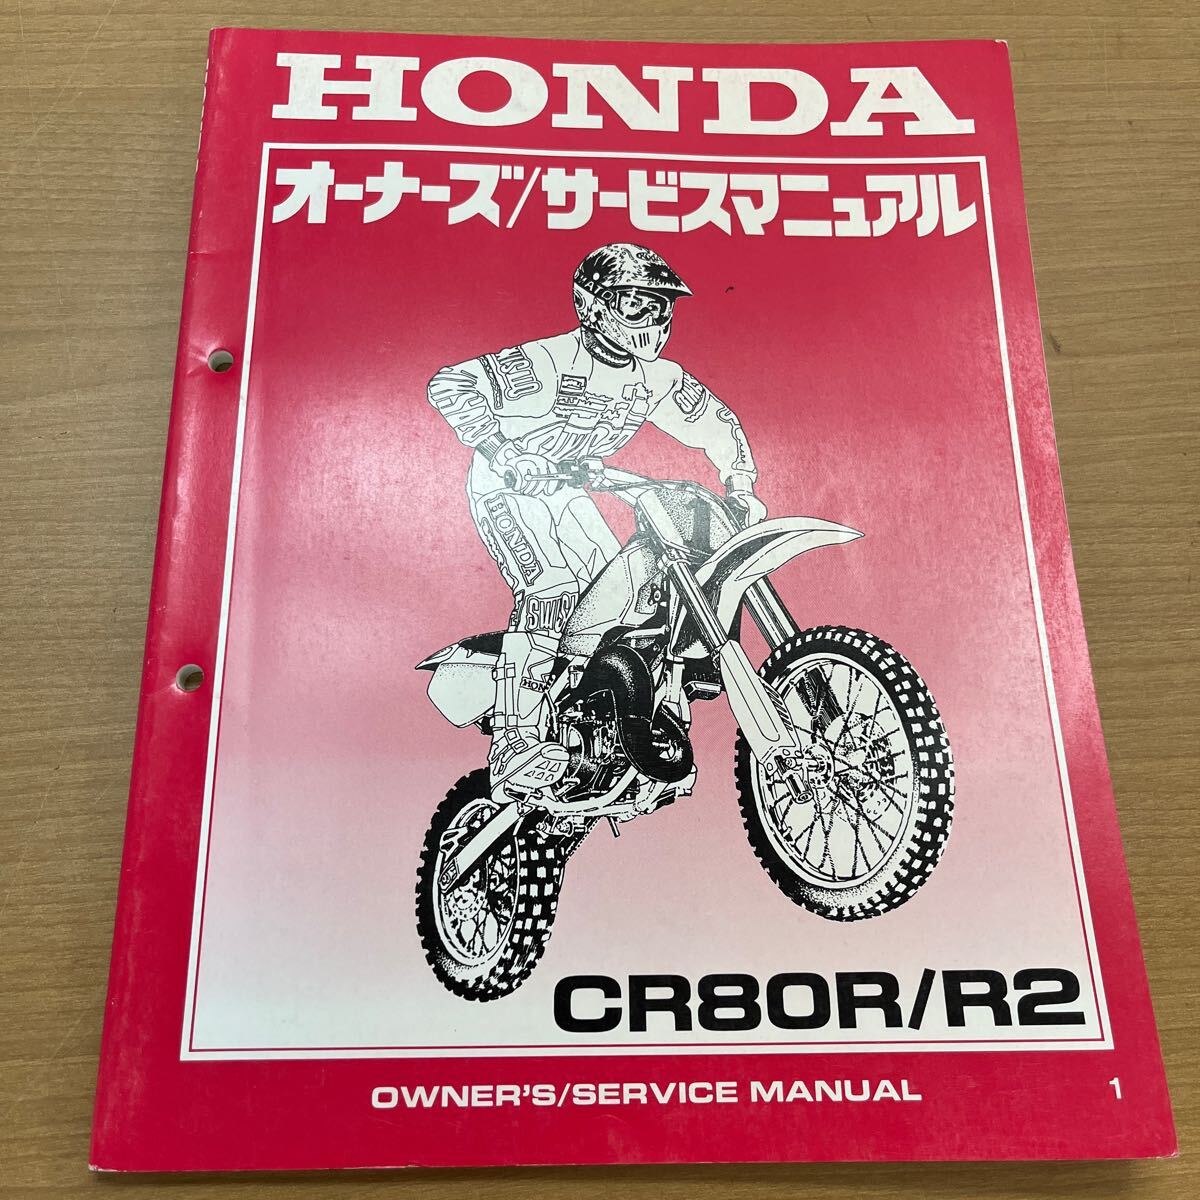 HONDA
オーナーズ/サービスマニュアル
HONDA
CR80R/R2
OWNER'S/SERVICE MANUAL
1